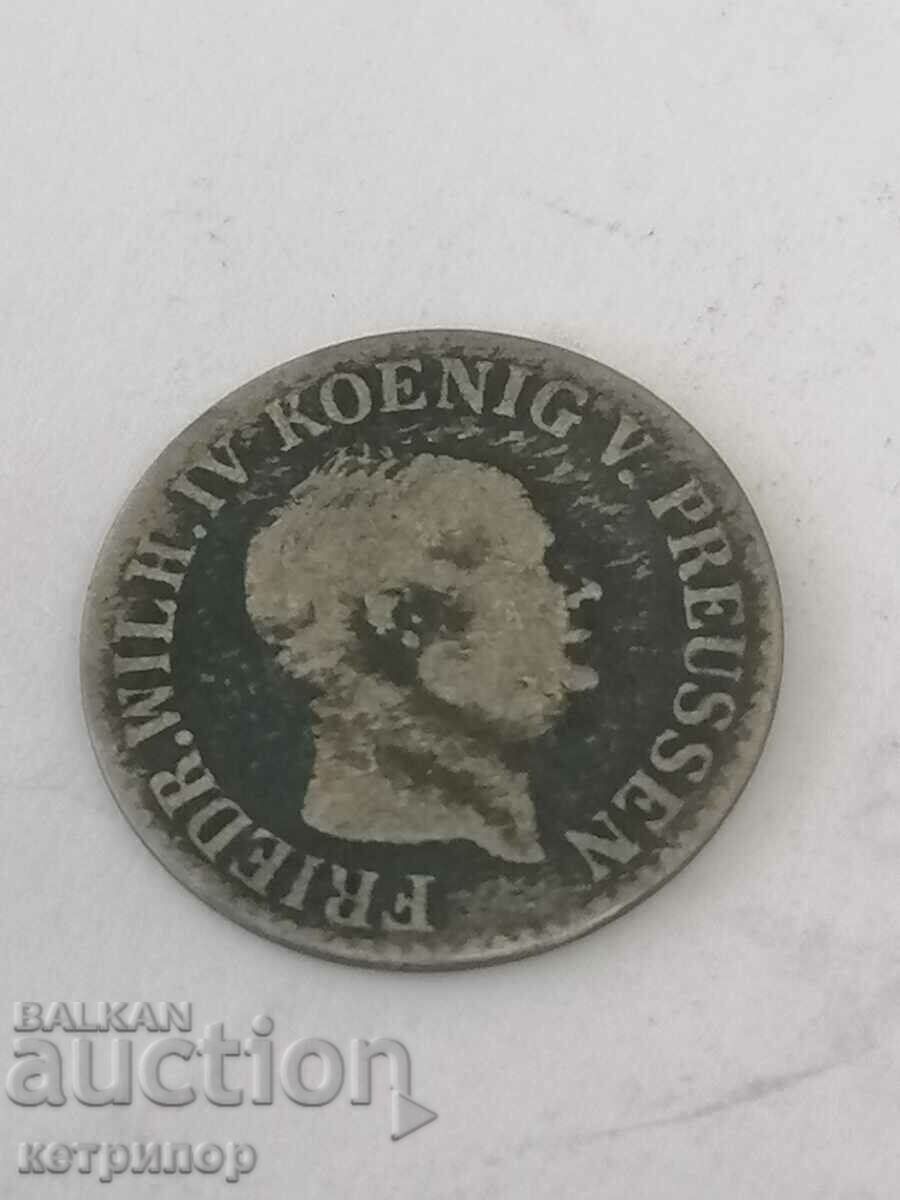 FRIEDR. WILH. IV KOENIG V. PREUSSEN
BALKAN
auction
кетрипор